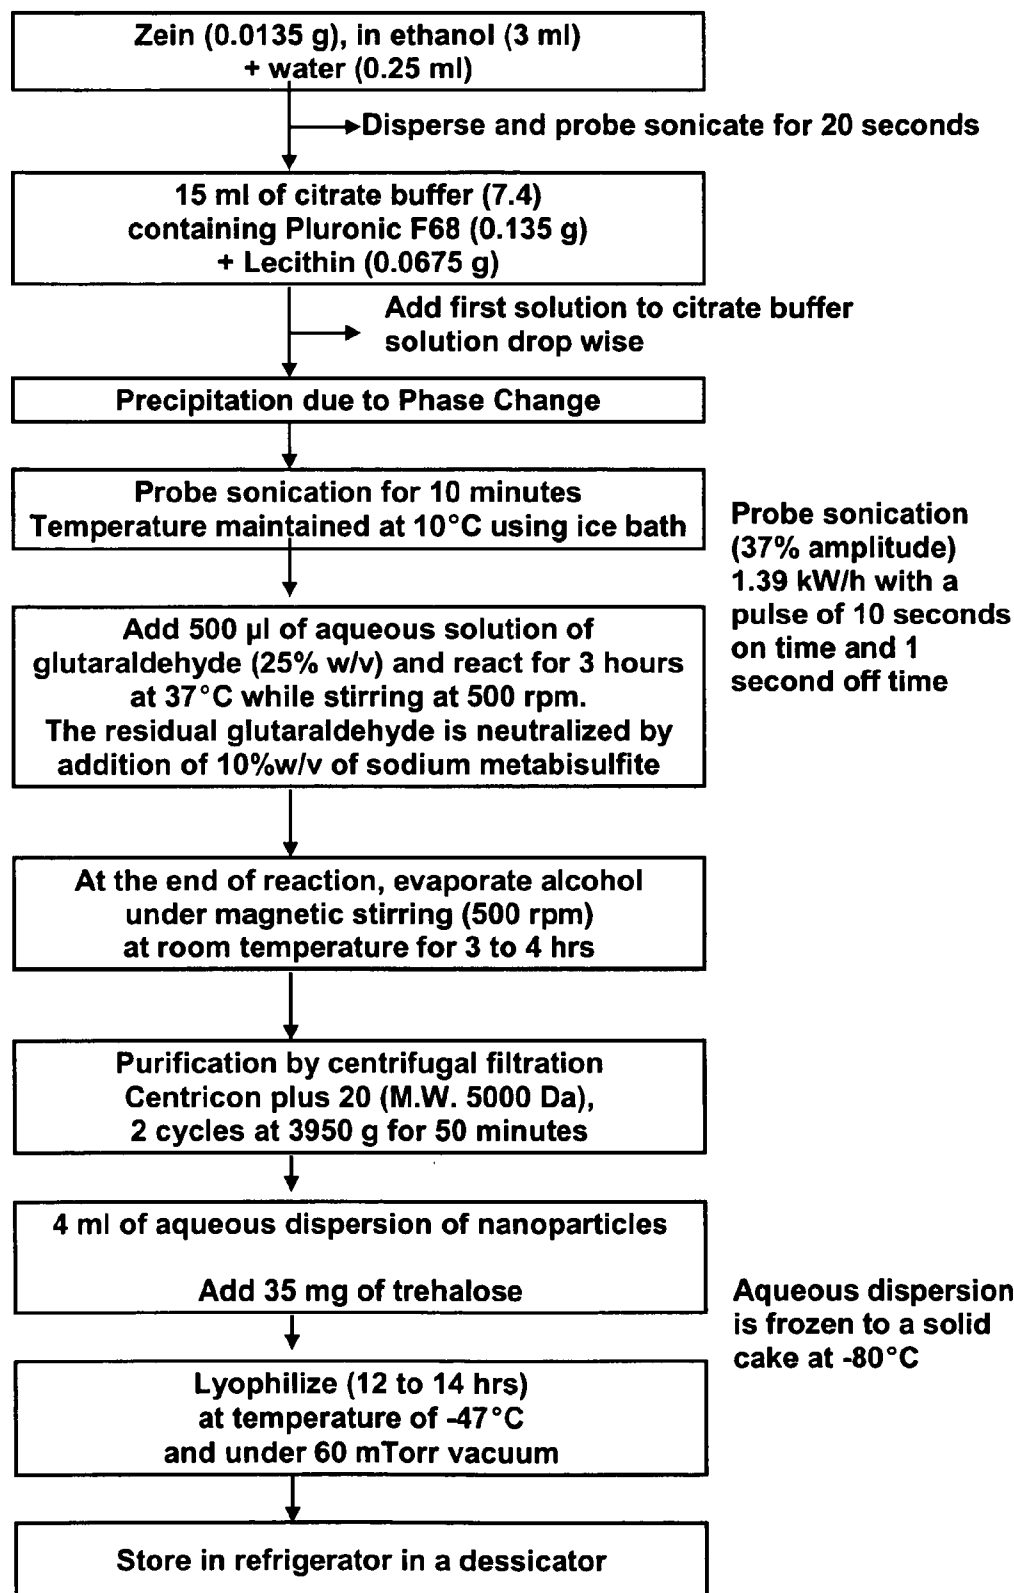 Zein (0.0135 g), in ethanol (3 ml)
+ water (0.25 ml)
Disperse and probe sonicate for 20 seconds
15 ml of citrate buffer (7.4)
containing Pluronic F68 (0.135 g)
+ Lecithin (0.0675 g)
Add first solution to citrate buffer
solution drop wise
Precipitation due to Phase Change
Probe sonication for 10 minutes
Temperature maintained at 10°C using ice bath
Probe sonication
(37% amplitude)
1.39 kW/h with a
pulse of 10 seconds
on time and 1
second off time
Add 500 µl of aqueous solution of
glutaraldehyde (25% w/v) and react for 3 hours
at 37°C while stirring at 500 rpm.
The residual glutaraldehyde is neutralized by
addition of 10%w/v of sodium metabisulfite
At the end of reaction, evaporate alcohol
under magnetic stirring (500 rpm)
at room temperature for 3 to 4 hrs
Purification by centrifugal filtration
Centricon plus 20 (M.W. 5000 Da),
2 cycles at 3950 g for 50 minutes
4 ml of aqueous dispersion of nanoparticles
Add 35 mg of trehalose
Aqueous dispersion
is frozen to a solid
cake at -80°C
Lyophilize (12 to 14 hrs)
at temperature of -47°C
and under 60 mTorr vacuum
Store in refrigerator in a dessicator